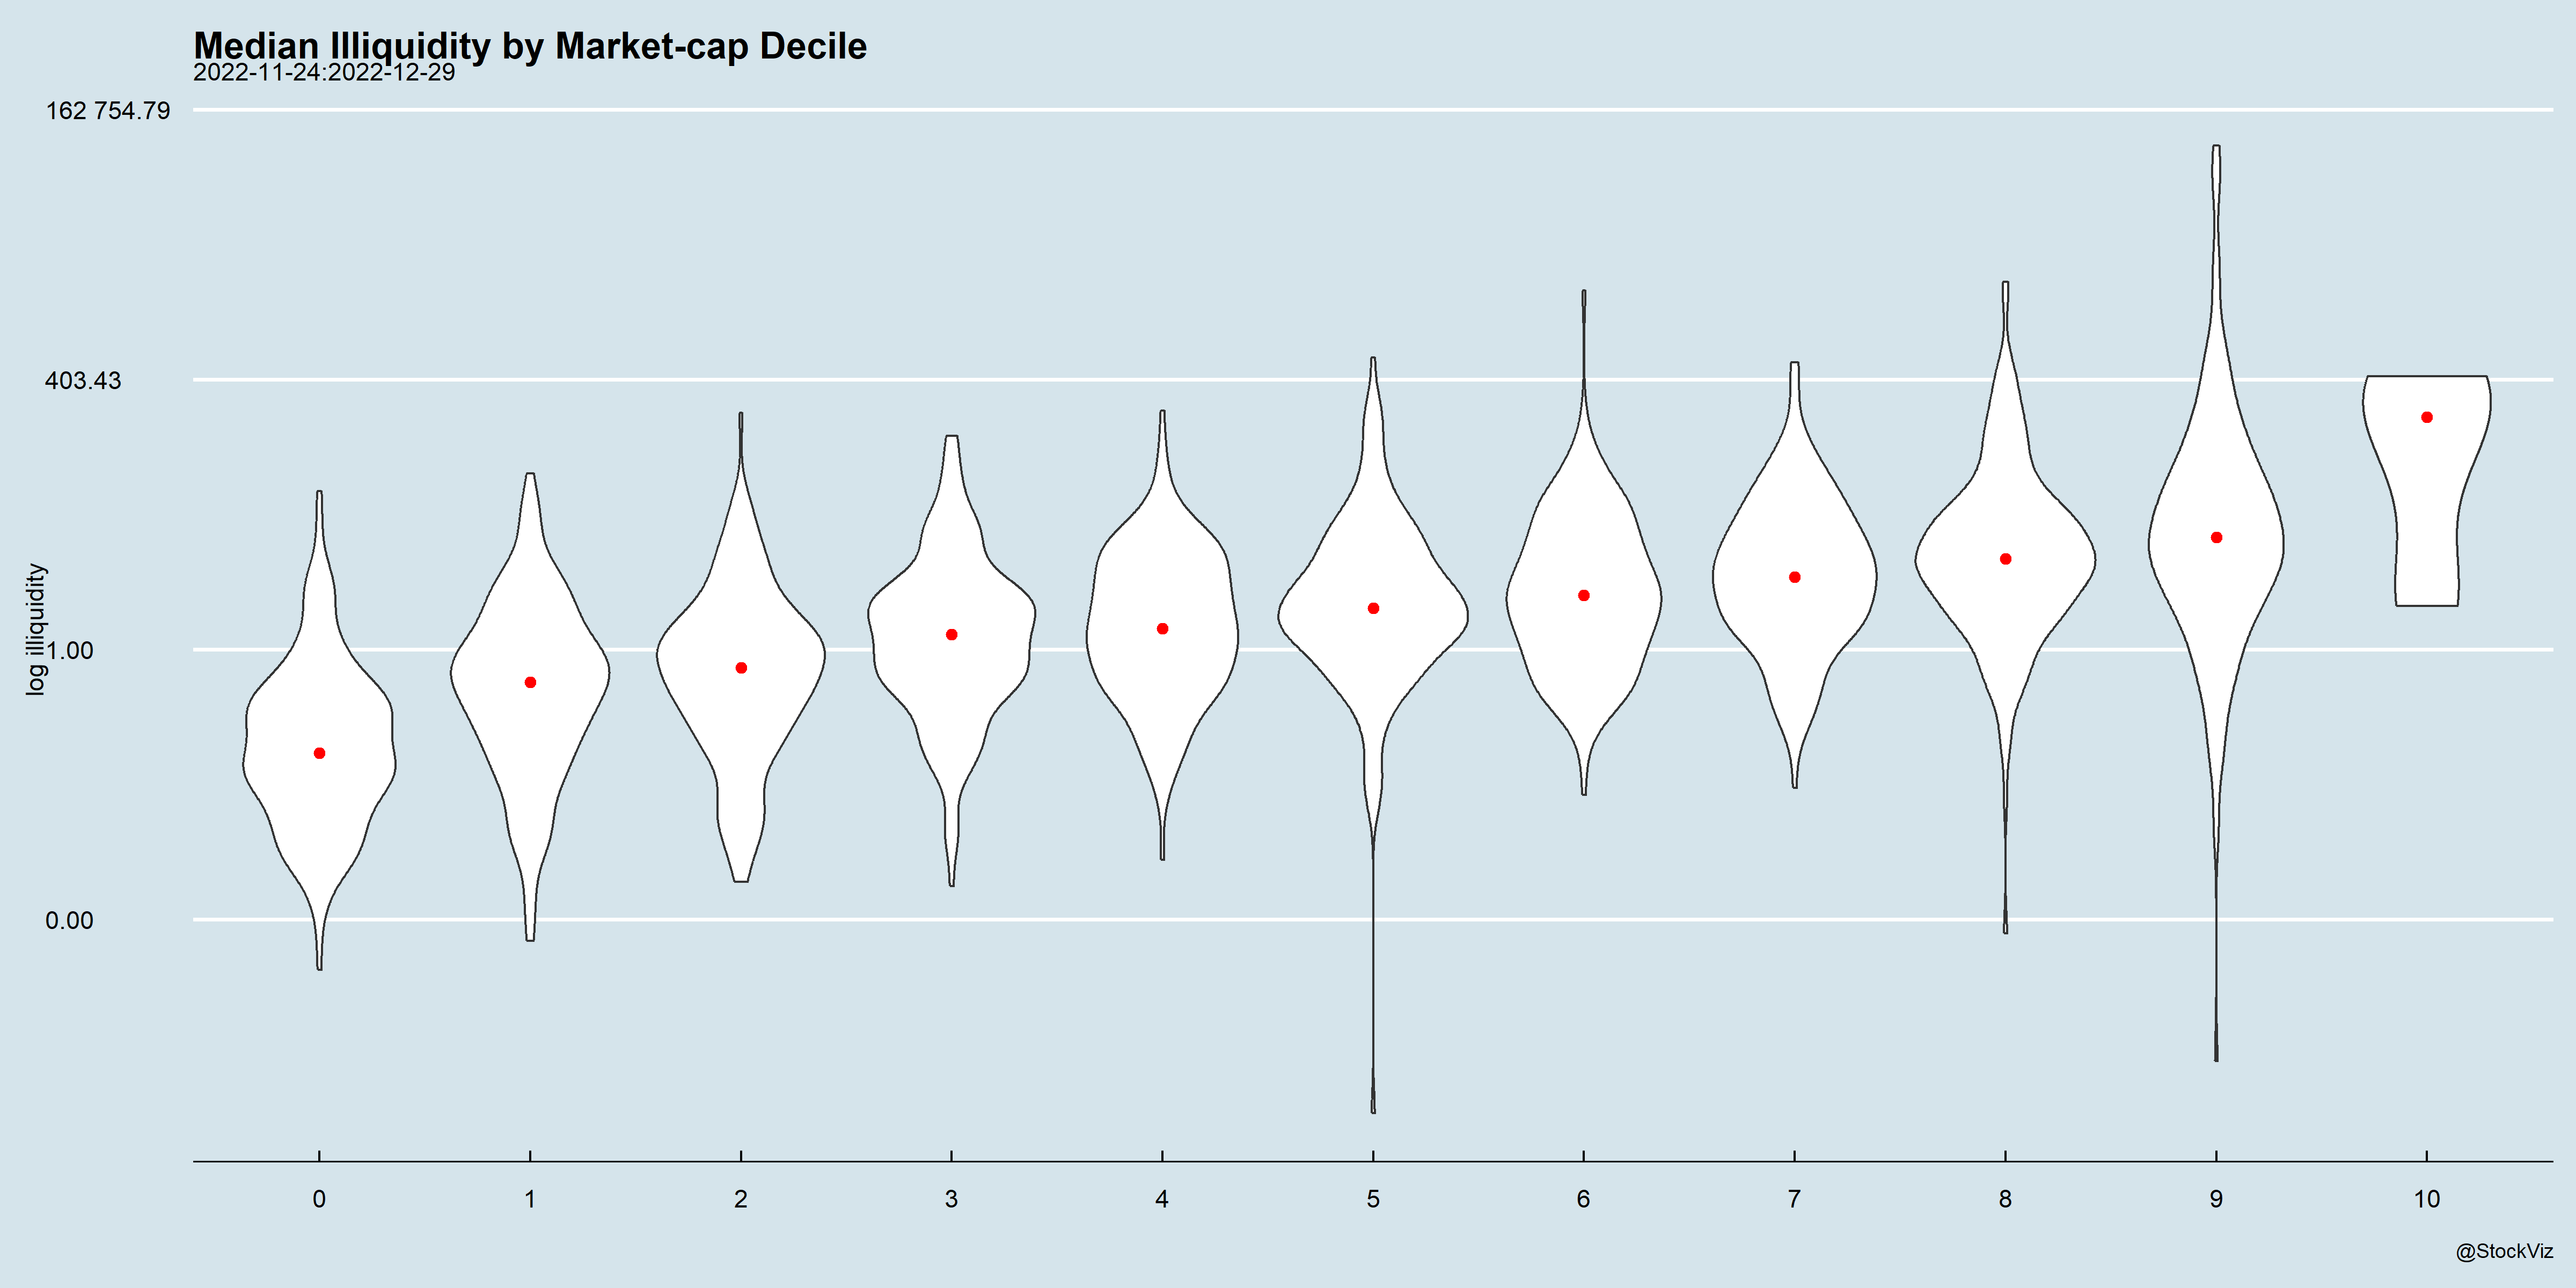 Median Illiquidity by Market-cap Decile
2022-11-24:2022-12-29
162 754.79
403.43
1.00
0.00
log illiquidity
0 1 2 3 4 5 6 7 8 9 10
@StockViz